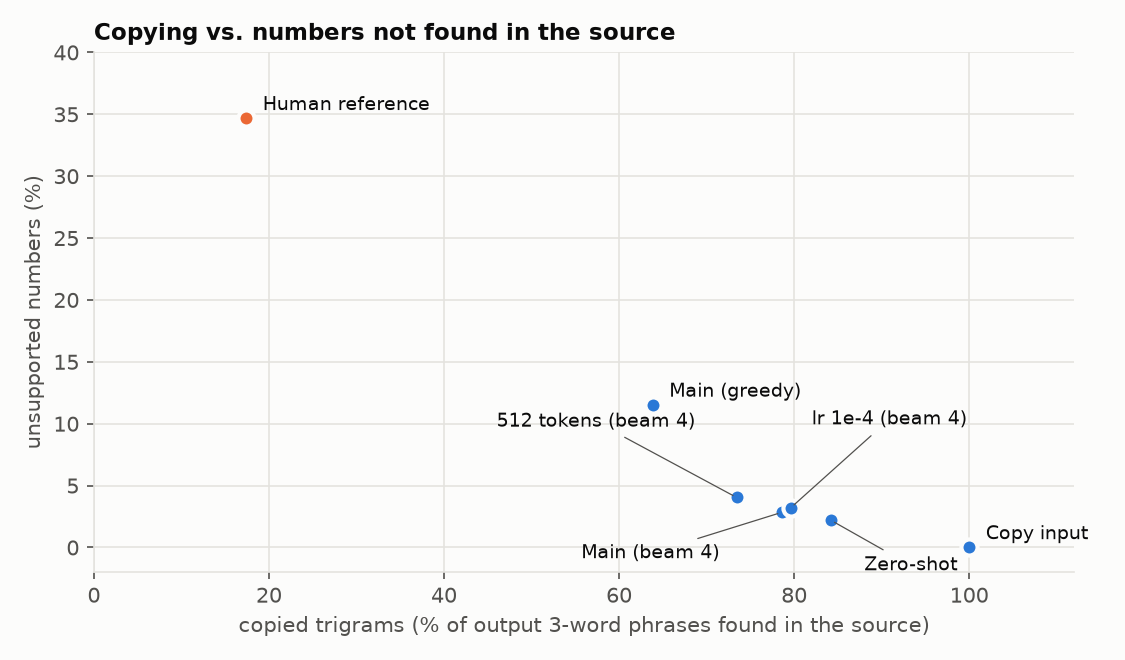 Copying vs. numbers not found in the source
unsupported numbers (%)
40
35
30
25
20
15
10
5
0
Human reference
Main (greedy)
512 tokens (beam 4)
lr 1e-4 (beam 4)
Main (beam 4)
Copy input
Zero-shot
0 20 40 60 80 100
copied trigrams (% of output 3-word phrases found in the source)